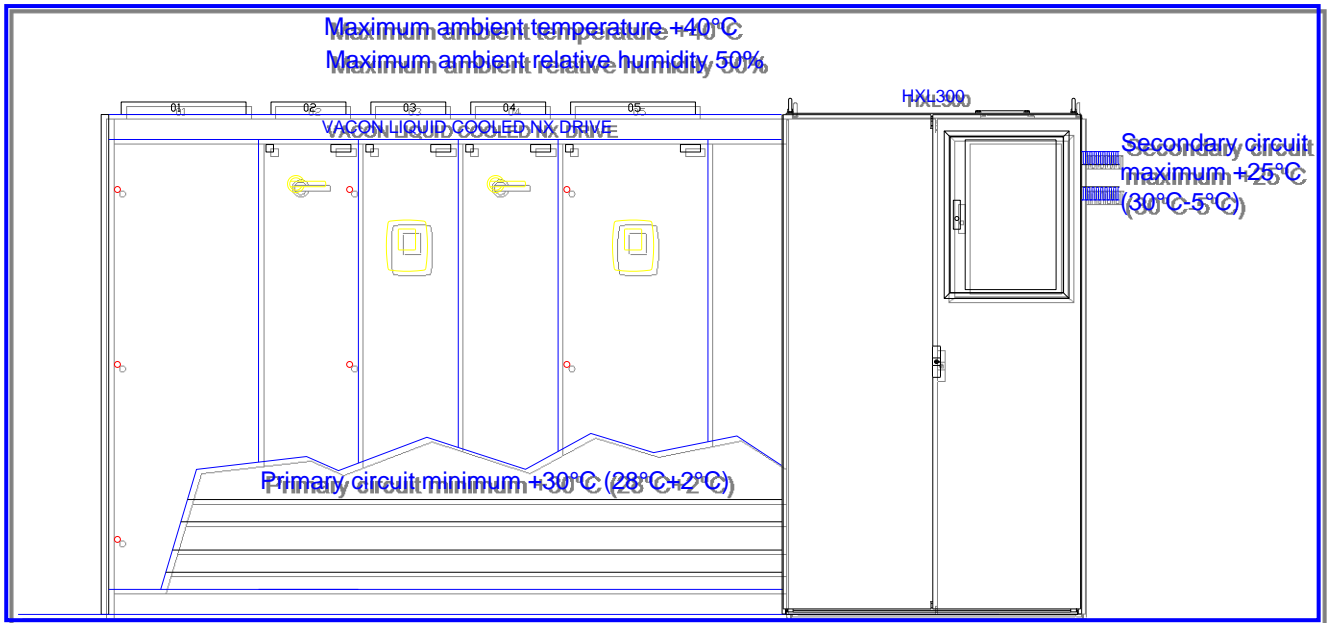 Maximum ambient temperature +40°C
Maximum ambient relative humidity 50%
HXL300
01 02 03 04 05
VACON LIQUID COOLED NX DRIVE
Secondary circuit
maximum +25°C
(30°C-5°C)
Primary circuit minimum +30°C (28°C+2°C)